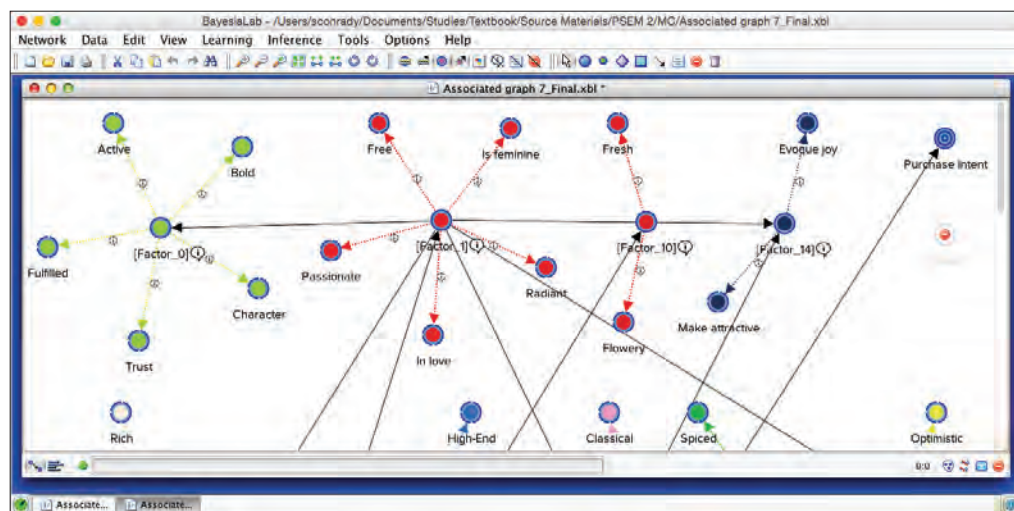 BayesiaLab - /Users/sconrady/Documents/Studies/Textbook/Source Materials/PSEM 2/MC/Associated graph 7_Final.xbl
Network Data Edit View Learning Inference Tools Options Help
Associated graph 7_Final.xbl *
Active
Bold
Free
Is feminine
Fresh
Evoque joy
Purchase Intent
[Factor_0]
[Factor_1]
[Factor_10]
[Factor_14]
Fulfilled
Passionate
Character
Radiant
Make attractive
Trust
In love
Flowery
Rich
High-End
Classical
Spiced
Optimistic
0:0
Associate...
Associate...